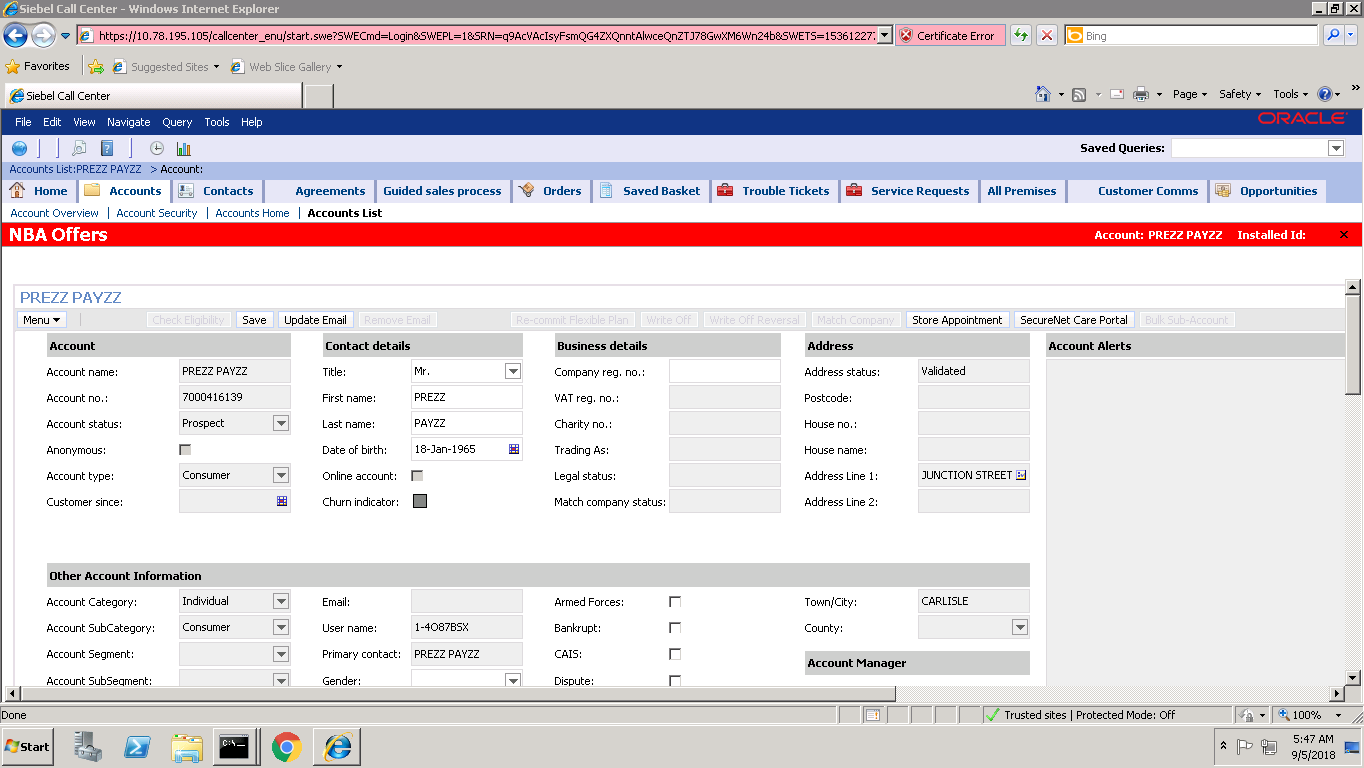 Siebel Call Center - Windows Internet Explorer
https://10.78.195.105/callcenter_enu/start.swe?SWECmd=Login&SWEPL=1&SRN= Certificate Error Bing
Favorites Suggested Sites Web Slice Gallery
Siebel Call Center Page Safety Tools
File Edit View Navigate Query Tools Help ORACLE
Saved Queries:
Accounts List:PREZZ PAYZZ > Account:
Home Accounts Contacts Agreements Guided sales process Orders Saved Basket Trouble Tickets Service Requests All Premises Customer Comms Opportunities
Account Overview | Account Security | Accounts Home | Accounts List
NBA Offers Account: PREZZ PAYZZ Installed Id: ×
PREZZ PAYZZ
Menu Check Eligibility Save Update Email Remove Email Re-commit Flexible Plan Write Off Write Off Reversal Match Company Store Appointment SecureNet Care Portal Bulk Sub-Account
Account Contact details Business details Address Account Alerts
Account name: PREZZ PAYZZ Title: Mr. Company reg. no.: Address status: Validated
Account no.: 7000416139 First name: PREZZ VAT reg. no.: Postcode:
Account status: Prospect Last name: PAYZZ Charity no.: House no.:
Anonymous: Date of birth: 18-Jan-1965 Trading As: House name:
Account type: Consumer Online account: Legal status: Address Line 1: JUNCTION STREET
Customer since: Churn indicator: Match company status: Address Line 2:
Other Account Information
Account Category: Individual Email: Armed Forces: Town/City: CARLISLE
Account SubCategory: Consumer User name: 1-4O87BSX Bankrupt: County:
Account Segment: Primary contact: PREZZ PAYZZ CAIS: Account Manager
Account SubSegment: Gender: Dispute:
Done Trusted sites | Protected Mode: Off 100%
Start C:\. 5:47 AM
9/5/2018